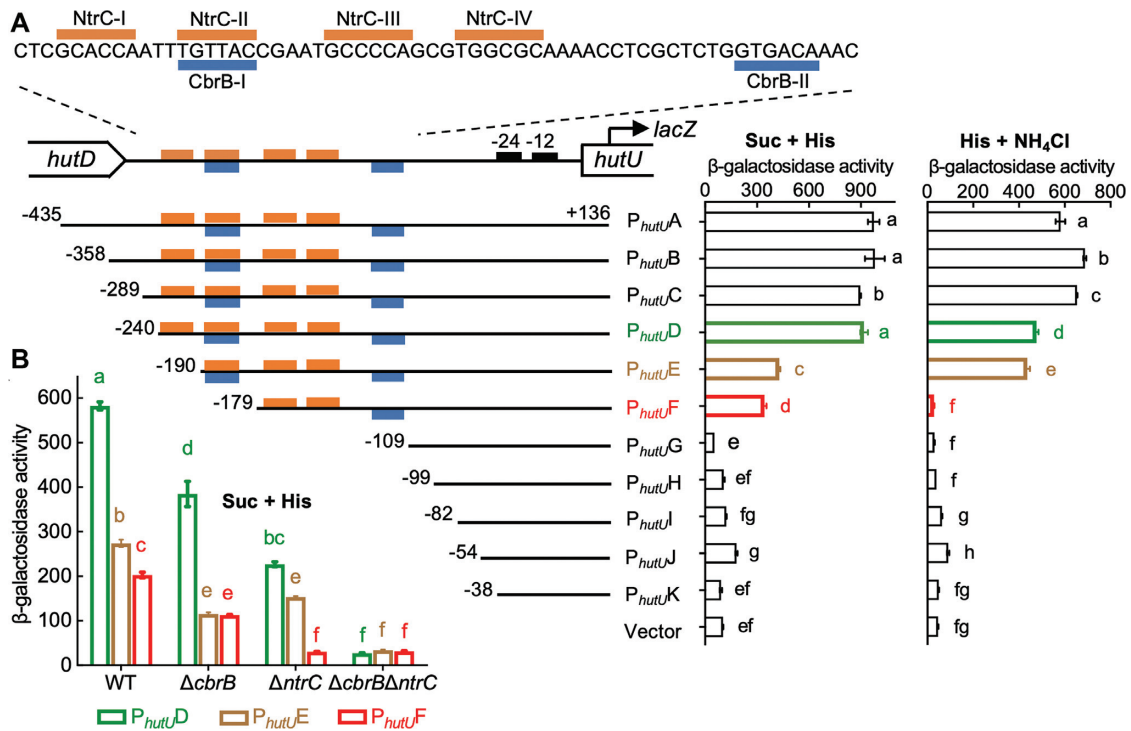 A
NtrC-I NtrC-II NtrC-III NtrC-IV
CTCGCACCAATTTGTTACCGAATGCCCCAGCGTGGCGCAAAACCTCGCTCTGGTGACAAAC
CbrB-I CbrB-II
hutD -24 -12 hutU lacZ
Suc + His His + NH4Cl
β-galactosidase activity β-galactosidase activity
0 300 600 900 0 200 400 600 800
-435 +136 PhutUA a a
-358 PhutUB a b
-289 PhutUC b c
-240 PhutUD a d
-190 PhutUE c e
-179 PhutUF d f
-109 PhutUG e f
-99 PhutUH ef f
-82 PhutUI fg g
-54 PhutUJ g h
-38 PhutUK ef fg
Vector ef fg
B
β-galactosidase activity
600
500
400
300
200
100
0
Suc + His
a b c
d e e
bc e f
f f f
WT ΔcbrB ΔntrC ΔcbrBΔntrC
PhutUD PhutUE PhutUF